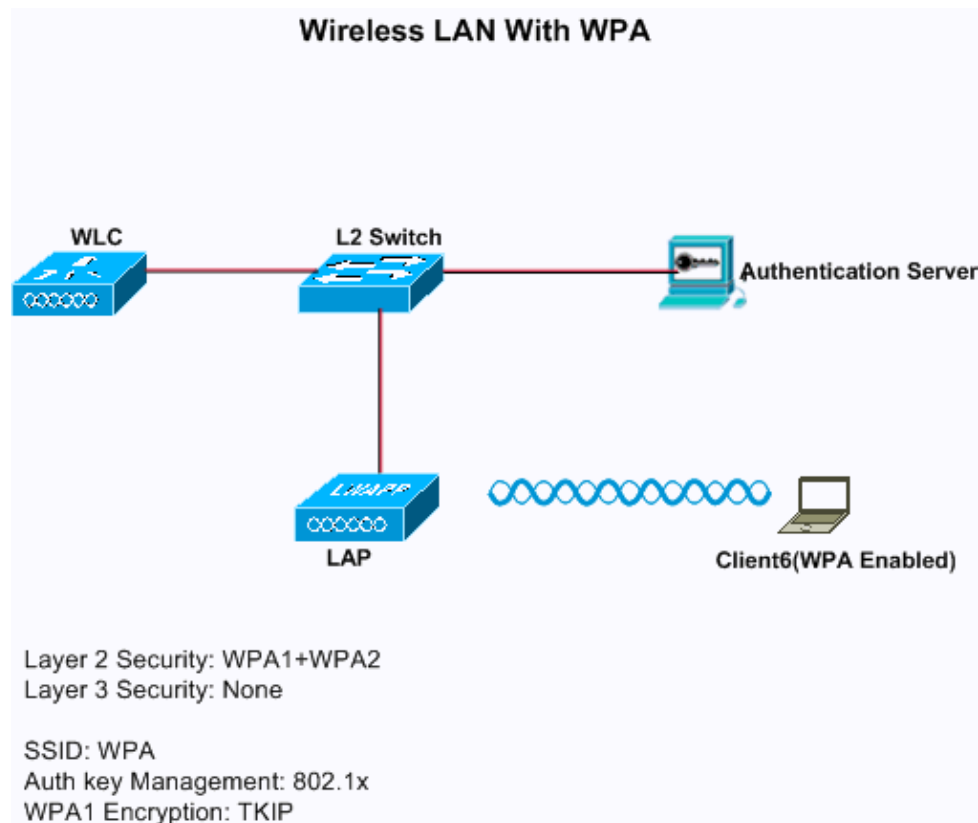 Wireless LAN With WPA
WLC
L2 Switch
Authentication Server
LWAPP
LAP
Client6(WPA Enabled)
Layer 2 Security: WPA1+WPA2
Layer 3 Security: None
SSID: WPA
Auth key Management: 802.1x
WPA1 Encryption: TKIP